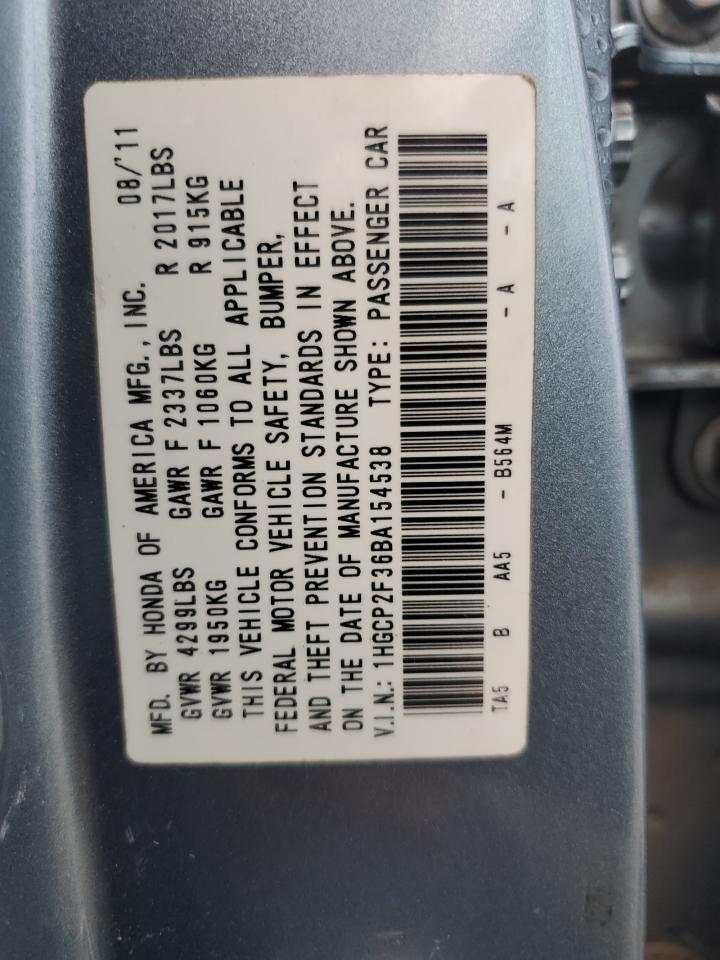 MFD. BY HONDA OF AMERICA MFG., INC. 08/'11
GVWR 4299LBS GAWR F 2337LBS R 2017LBS
GVWR 1950KG GAWR F 1060KG R 915KG
THIS VEHICLE CONFORMS TO ALL APPLICABLE
FEDERAL MOTOR VEHICLE SAFETY, BUMPER,
AND THEFT PREVENTION STANDARDS IN EFFECT
ON THE DATE OF MANUFACTURE SHOWN ABOVE.
V.I.N.: 1HGCP2F36BA154538 TYPE: PASSENGER CAR
TA5 B AA5 - B564M - A - A